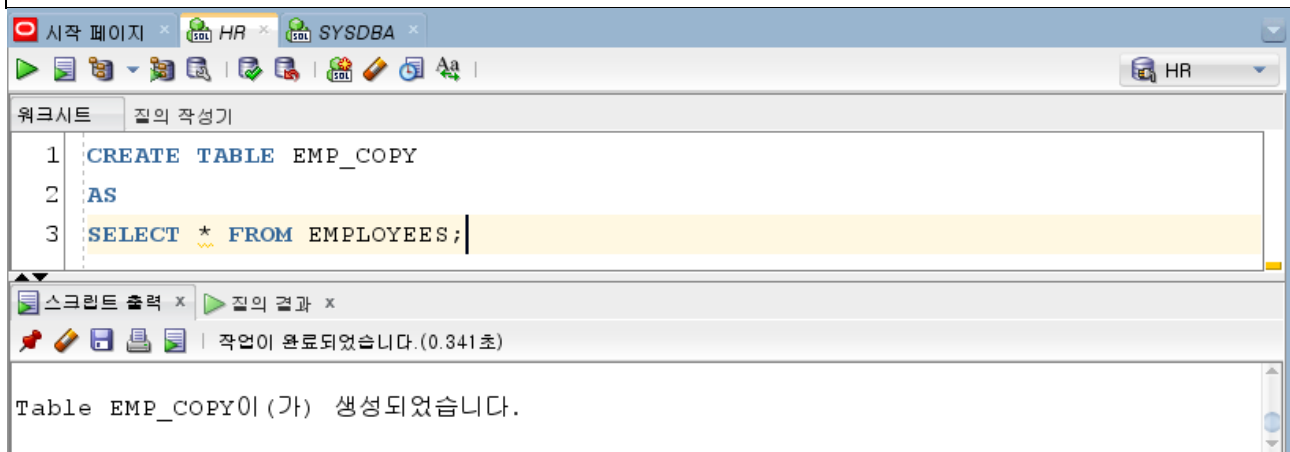 시작 페이지 HR SYSDBA
HR
워크시트 질의 작성기
1 CREATE TABLE EMP_COPY
2 AS
3 SELECT * FROM EMPLOYEES;
스크립트 출력 x 질의 결과 x
작업이 완료되었습니다.(0.341초)
Table EMP_COPY이(가) 생성되었습니다.